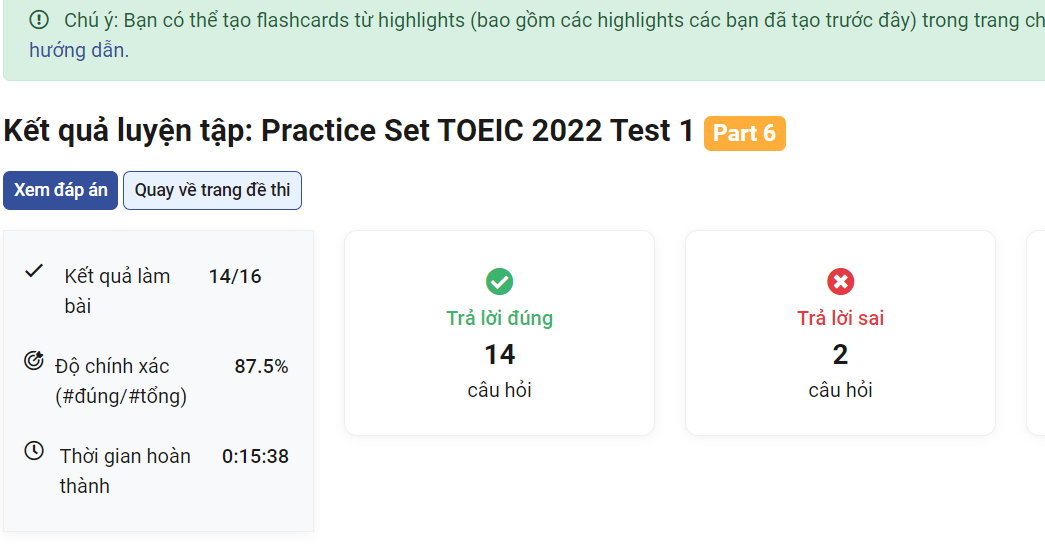 Chú ý: Bạn có thể tạo flashcards từ highlights (bao gồm các highlights các bạn đã tạo trước đây) trong trang
hướng dẫn.
Kết quả luyện tập: Practice Set TOEIC 2022 Test 1 Part 6
Xem đáp án Quay về trang đề thi
Kết quả làm bài 14/16
Độ chính xác (#đúng/#tổng) 87.5%
Thời gian hoàn thành 0:15:38
Trả lời đúng
14
câu hỏi
Trả lời sai
2
câu hỏi